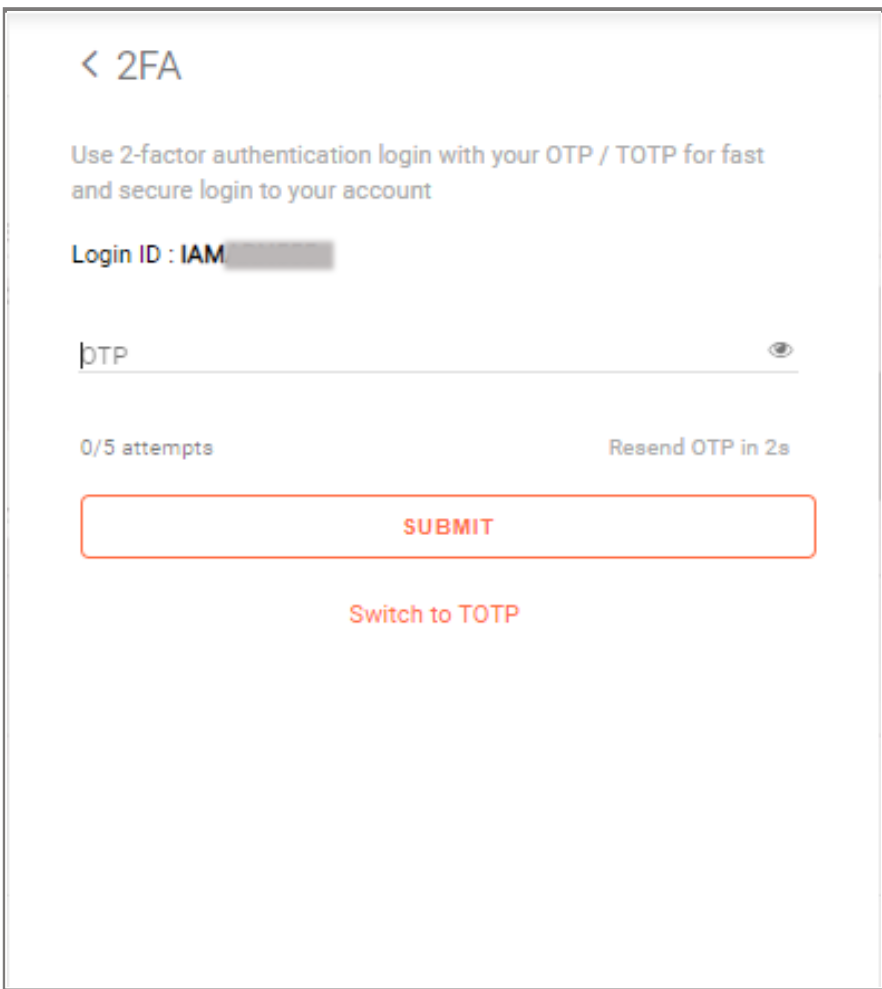 < 2FA
Use 2-factor authentication login with your OTP / TOTP for fast
and secure login to your account
Login ID : IAM
OTP
0/5 attempts Resend OTP in 2s
SUBMIT
Switch to TOTP